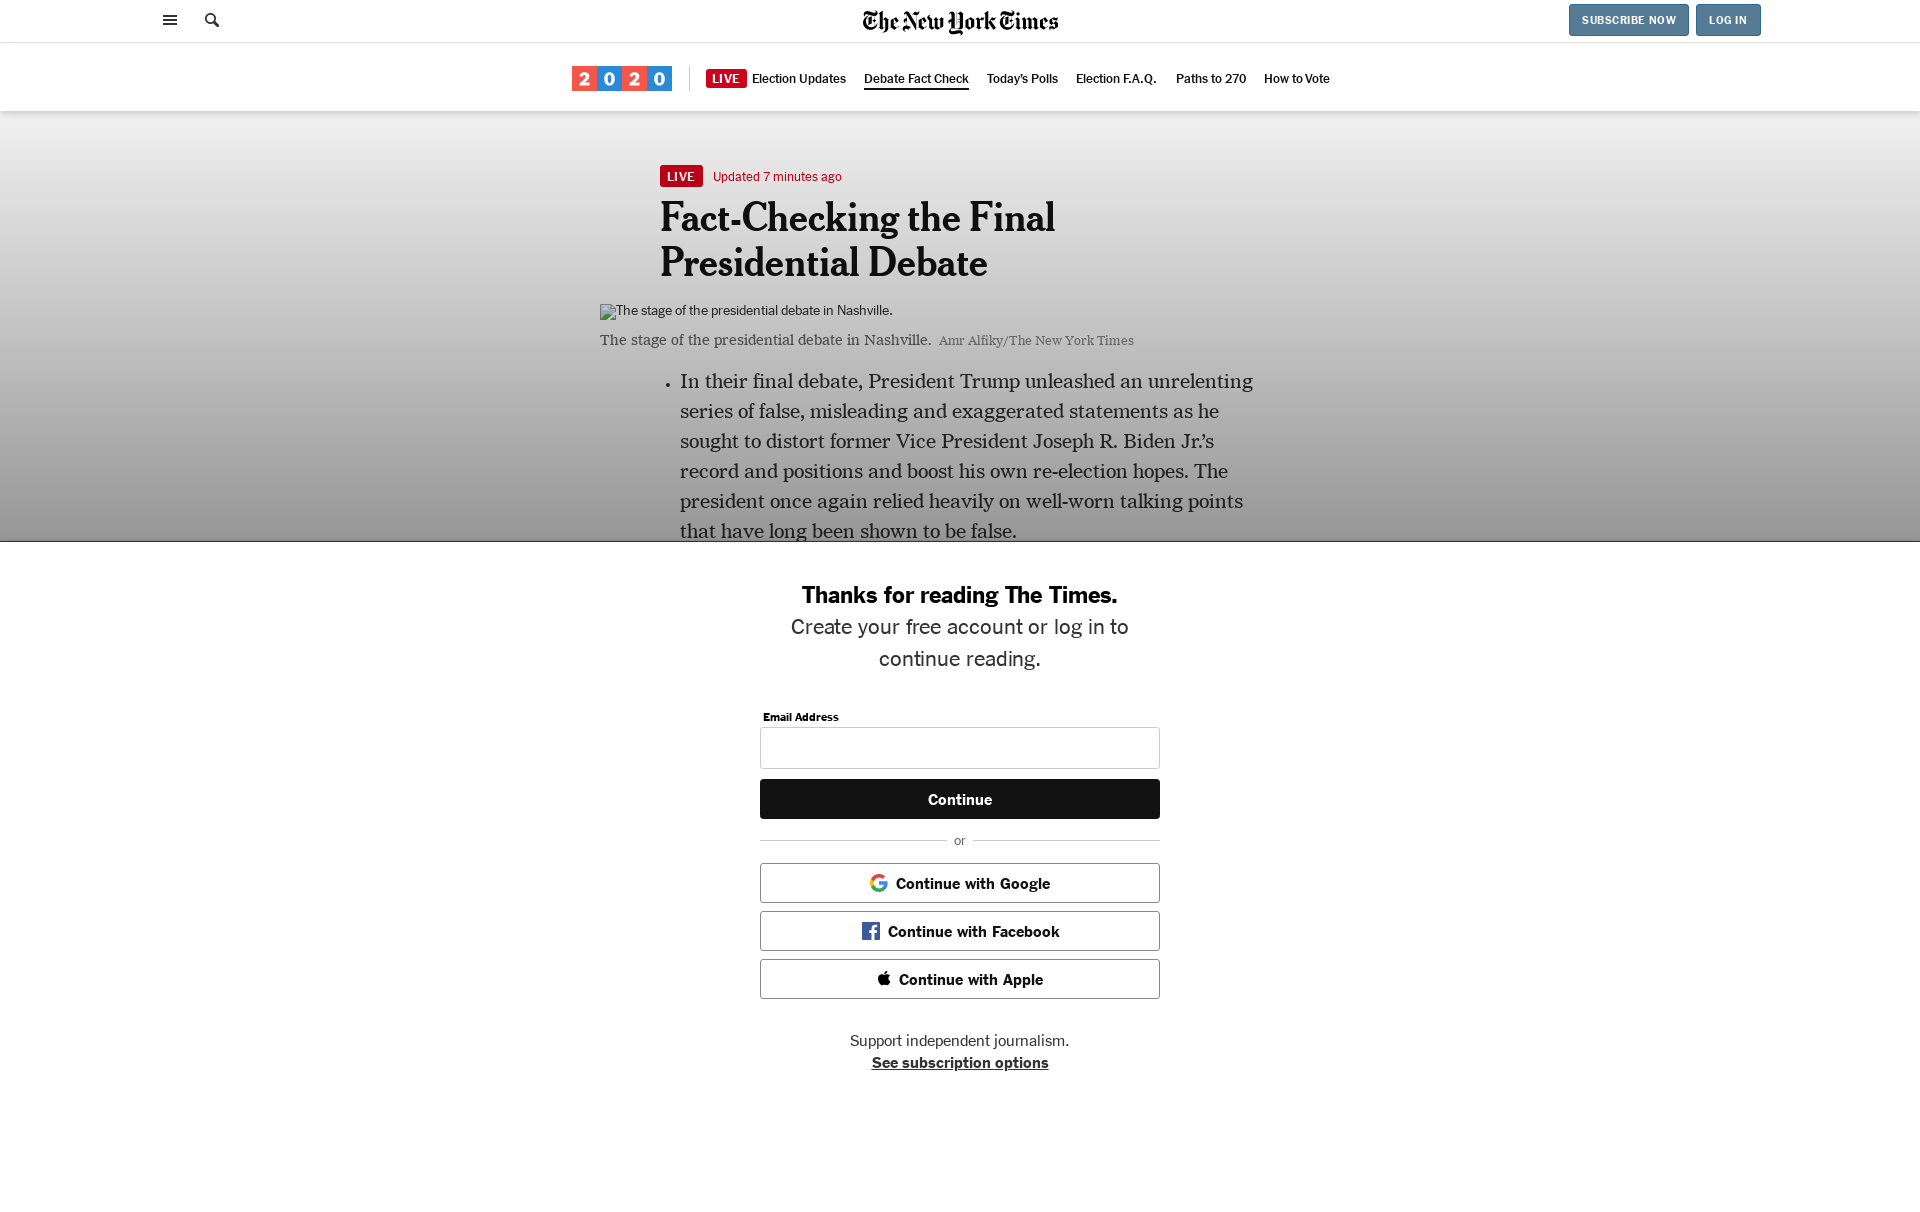 The New York Times
SUBSCRIBE NOW
LOG IN
2020
LIVE Election Updates
Debate Fact Check
Today's Polls
Election F.A.Q.
Paths to 270
How to Vote
LIVE Updated 7 minutes ago
Fact-Checking the Final
Presidential Debate
The stage of the presidential debate in Nashville.
The stage of the presidential debate in Nashville. Amr Alfiky/The New York Times
• In their final debate, President Trump unleashed an unrelenting
series of false, misleading and exaggerated statements as he
sought to distort former Vice President Joseph R. Biden Jr.’s
record and positions and boost his own re-election hopes. The
president once again relied heavily on well-worn talking points
that have long been shown to be false.
Thanks for reading The Times.
Create your free account or log in to
continue reading.
Email Address
Continue
or
Continue with Google
Continue with Facebook
Continue with Apple
Support independent journalism.
See subscription options